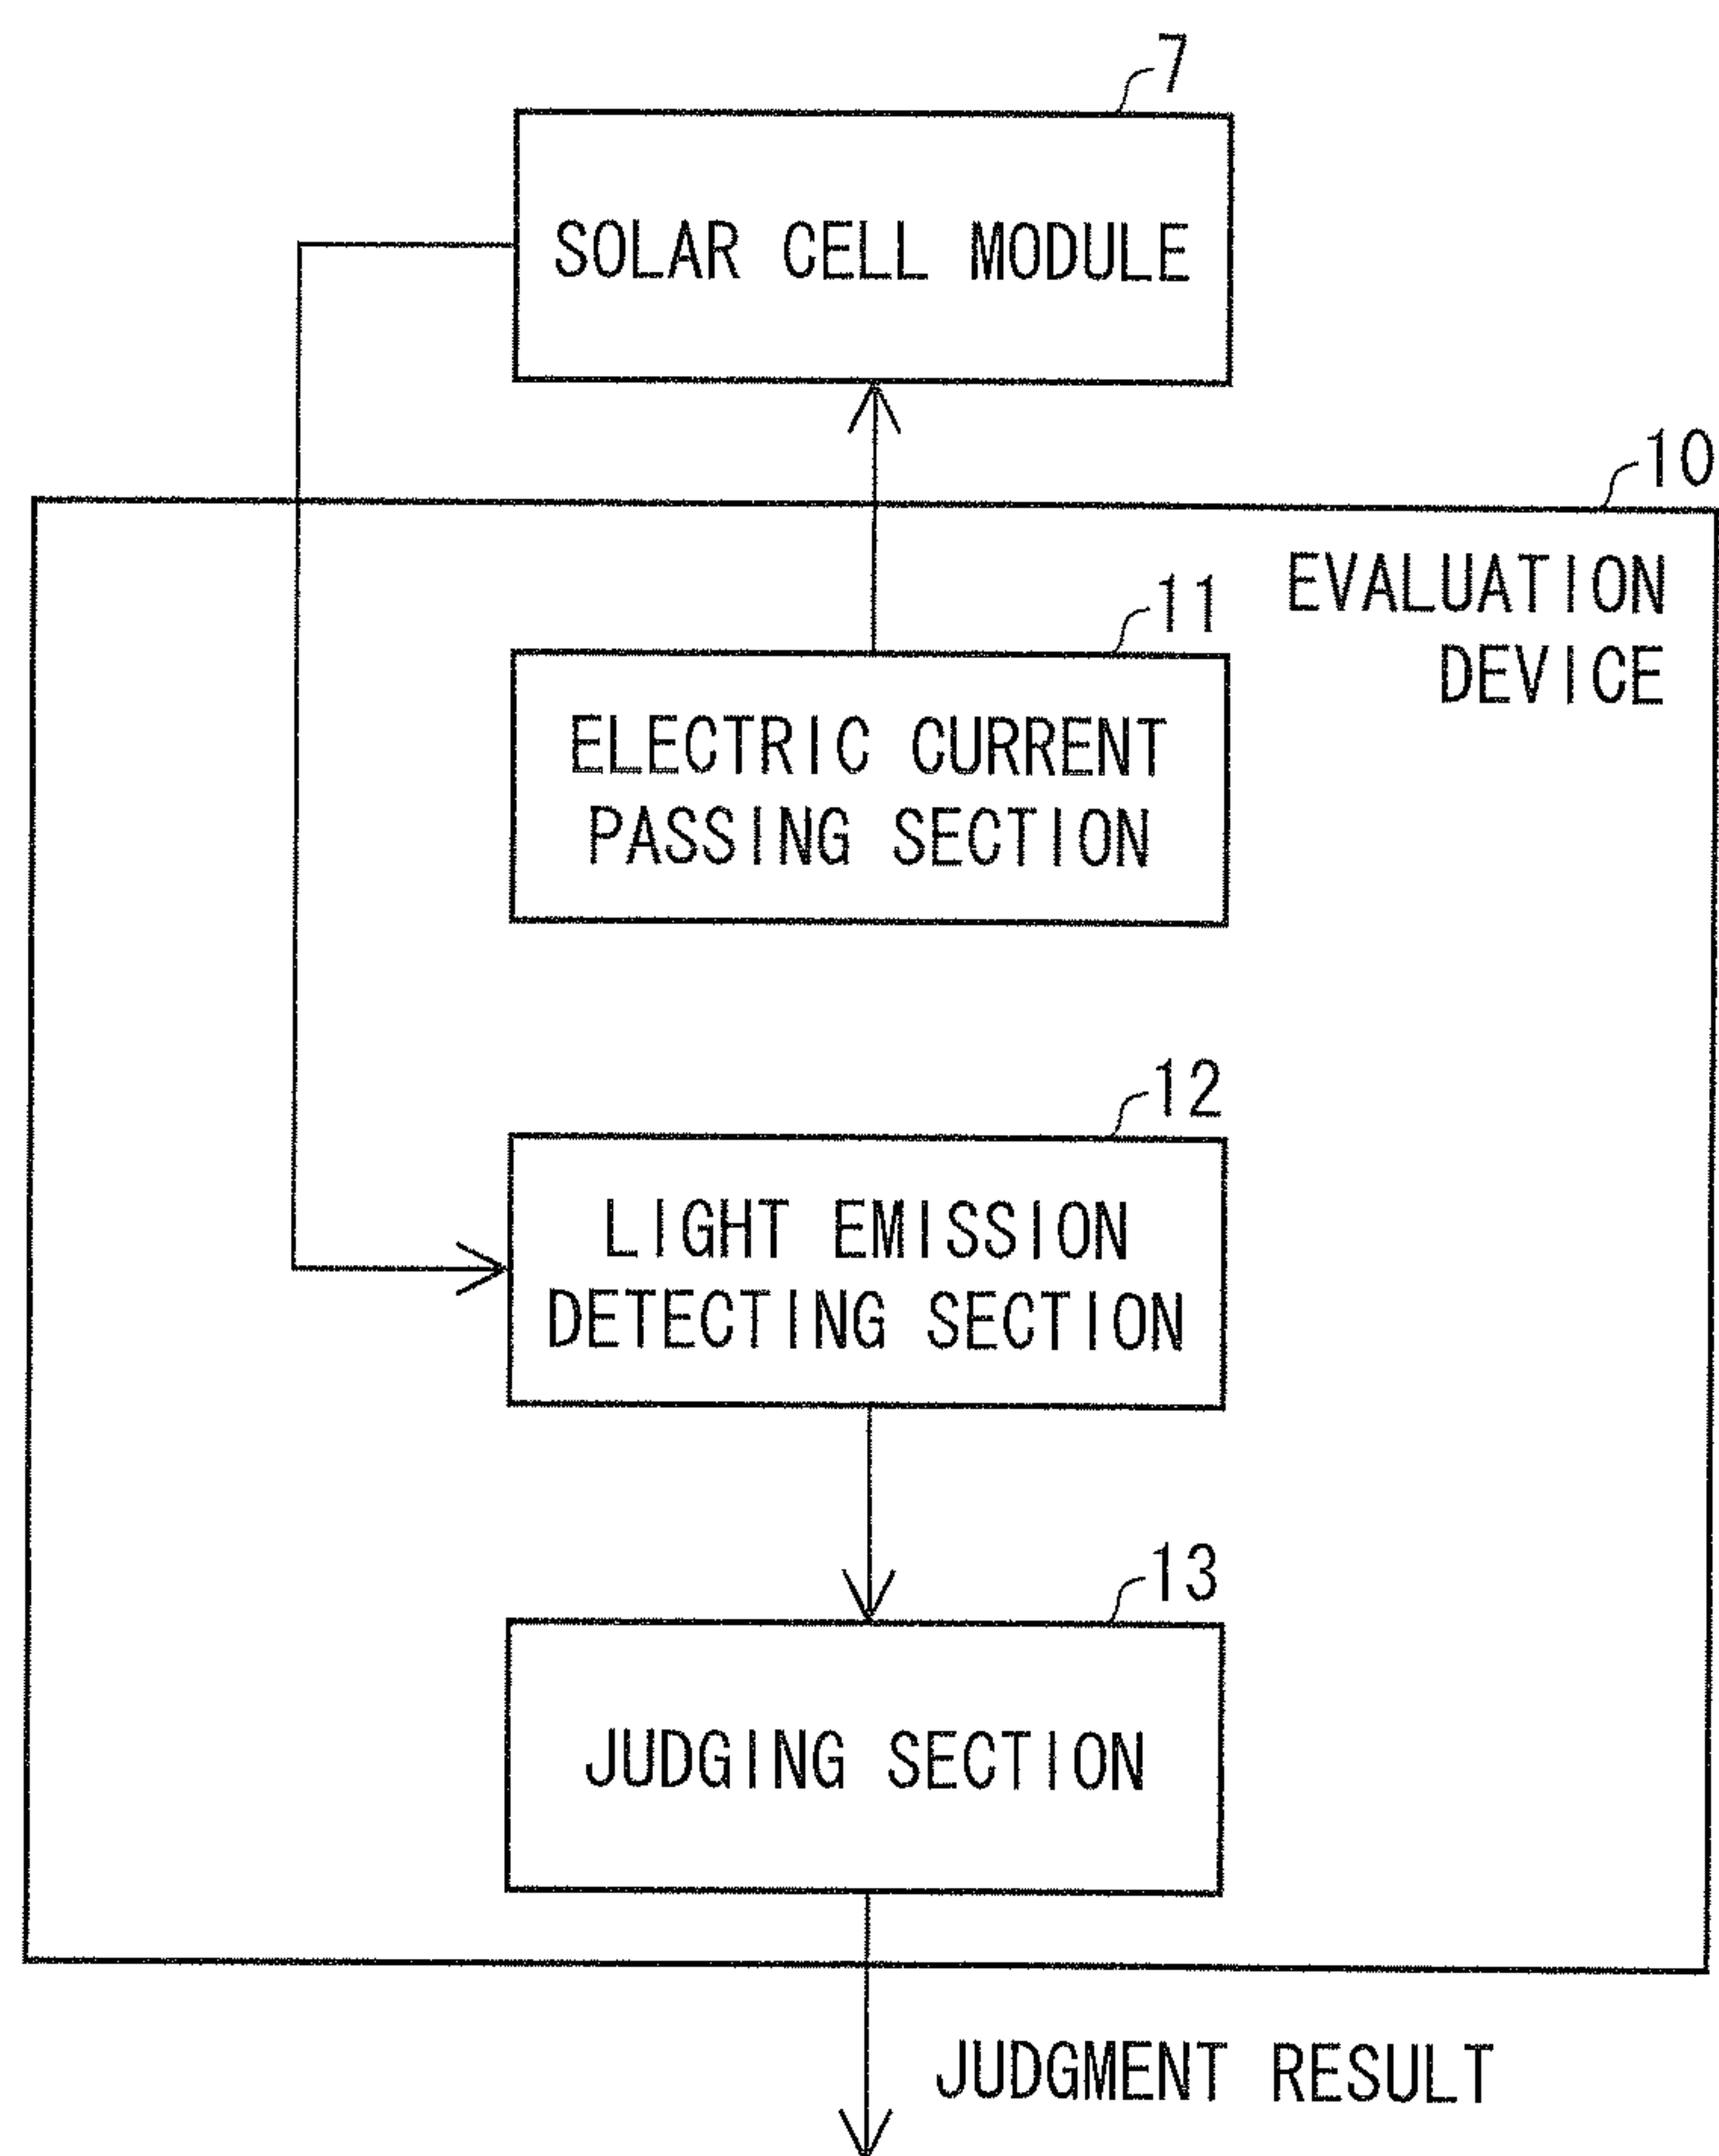 7
SOLAR CELL MODULE
10
EVALUATION
DEVICE
11
ELECTRIC CURRENT
PASSING SECTION
12
LIGHT EMISSION
DETECTING SECTION
13
JUDGING SECTION
JUDGMENT RESULT